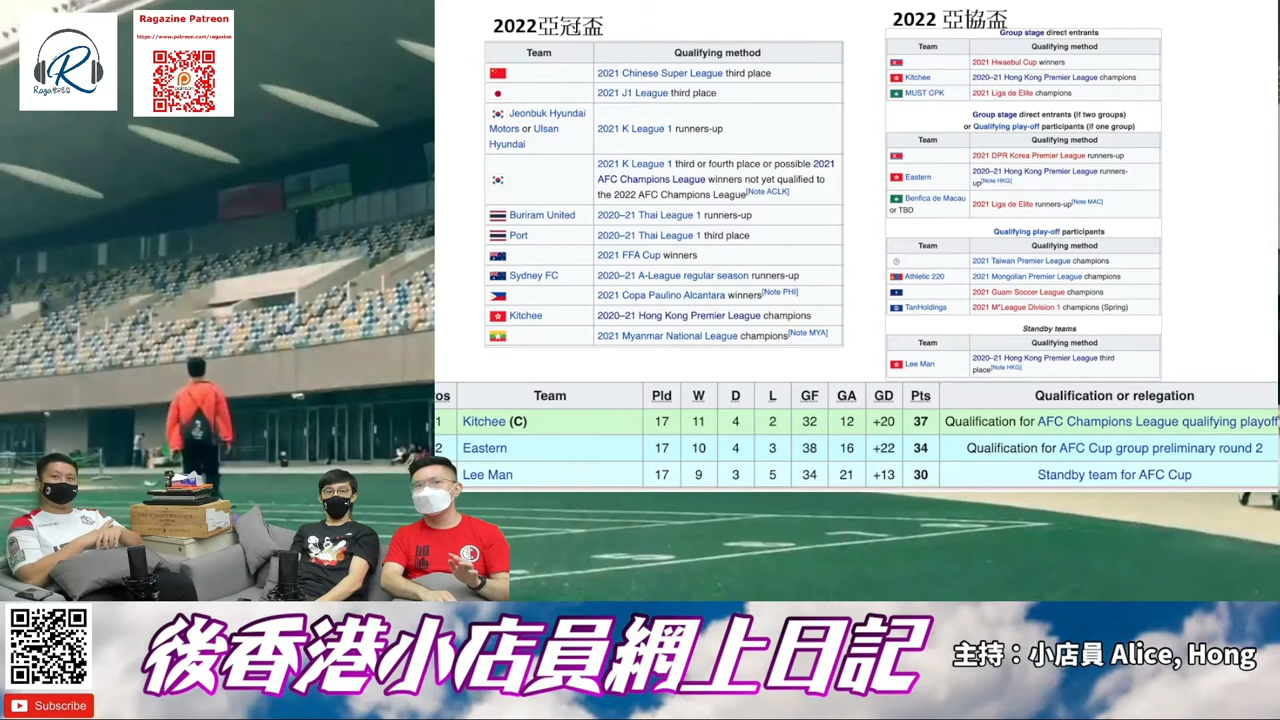 Ragazine Patreon
https://www.patreon.com/ragazine
R
patreon
2022亞冠盃
Team Qualifying method
2021 Chinese Super League third place
2021 J1 League third place
Jeonbuk Hyundai Motors or Ulsan Hyundai 2021 K League 1 runners-up
2021 K League 1 third or fourth place or possible 2021
AFC Champions League winners not yet qualified to
the 2022 AFC Champions League[Note ACLK]
Buriram United 2020–21 Thai League 1 runners-up
Port 2020–21 Thai League 1 third place
2021 FFA Cup winners
Sydney FC 2020–21 A-League regular season runners-up
2021 Copa Paulino Alcantara winners[Note PHI]
Kitchee 2020–21 Hong Kong Premier League champions
2021 Myanmar National League champions[Note MYA]
2022 亞協盃
Group stage direct entrants
Team Qualifying method
2021 Hwaebul Cup winners
Kitchee 2020–21 Hong Kong Premier League champions
MUST CPK 2021 Liga de Elite champions
Group stage direct entrants (if two groups)
or Qualifying play-off participants (if one group)
Team Qualifying method
2021 DPR Korea Premier League runners-up
Eastern 2020–21 Hong Kong Premier League runners-
up[Note HKG]
Benfica de Macau
or TBD 2021 Liga de Elite runners-up[Note MAC]
Qualifying play-off participants
Team Qualifying method
2021 Taiwan Premier League champions
Athletic 220 2021 Mongolian Premier League champions
2021 Guam Soccer League champions
TanHoldings 2021 M*League Division 1 champions (Spring)
Standby teams
Team Qualifying method
Lee Man 2020–21 Hong Kong Premier League third
place[Note HKG]
os Team Pld W D L GF GA GD Pts Qualification or relegation
1 Kitchee (C) 17 11 4 2 32 12 +20 37 Qualification for AFC Champions League qualifying playoff
2 Eastern 17 10 4 3 38 16 +22 34 Qualification for AFC Cup group preliminary round 2
Lee Man 17 9 3 5 34 21 +13 30 Standby team for AFC Cup
後香港小店員網上日記
主持：小店員 Alice, Hong
Subscribe